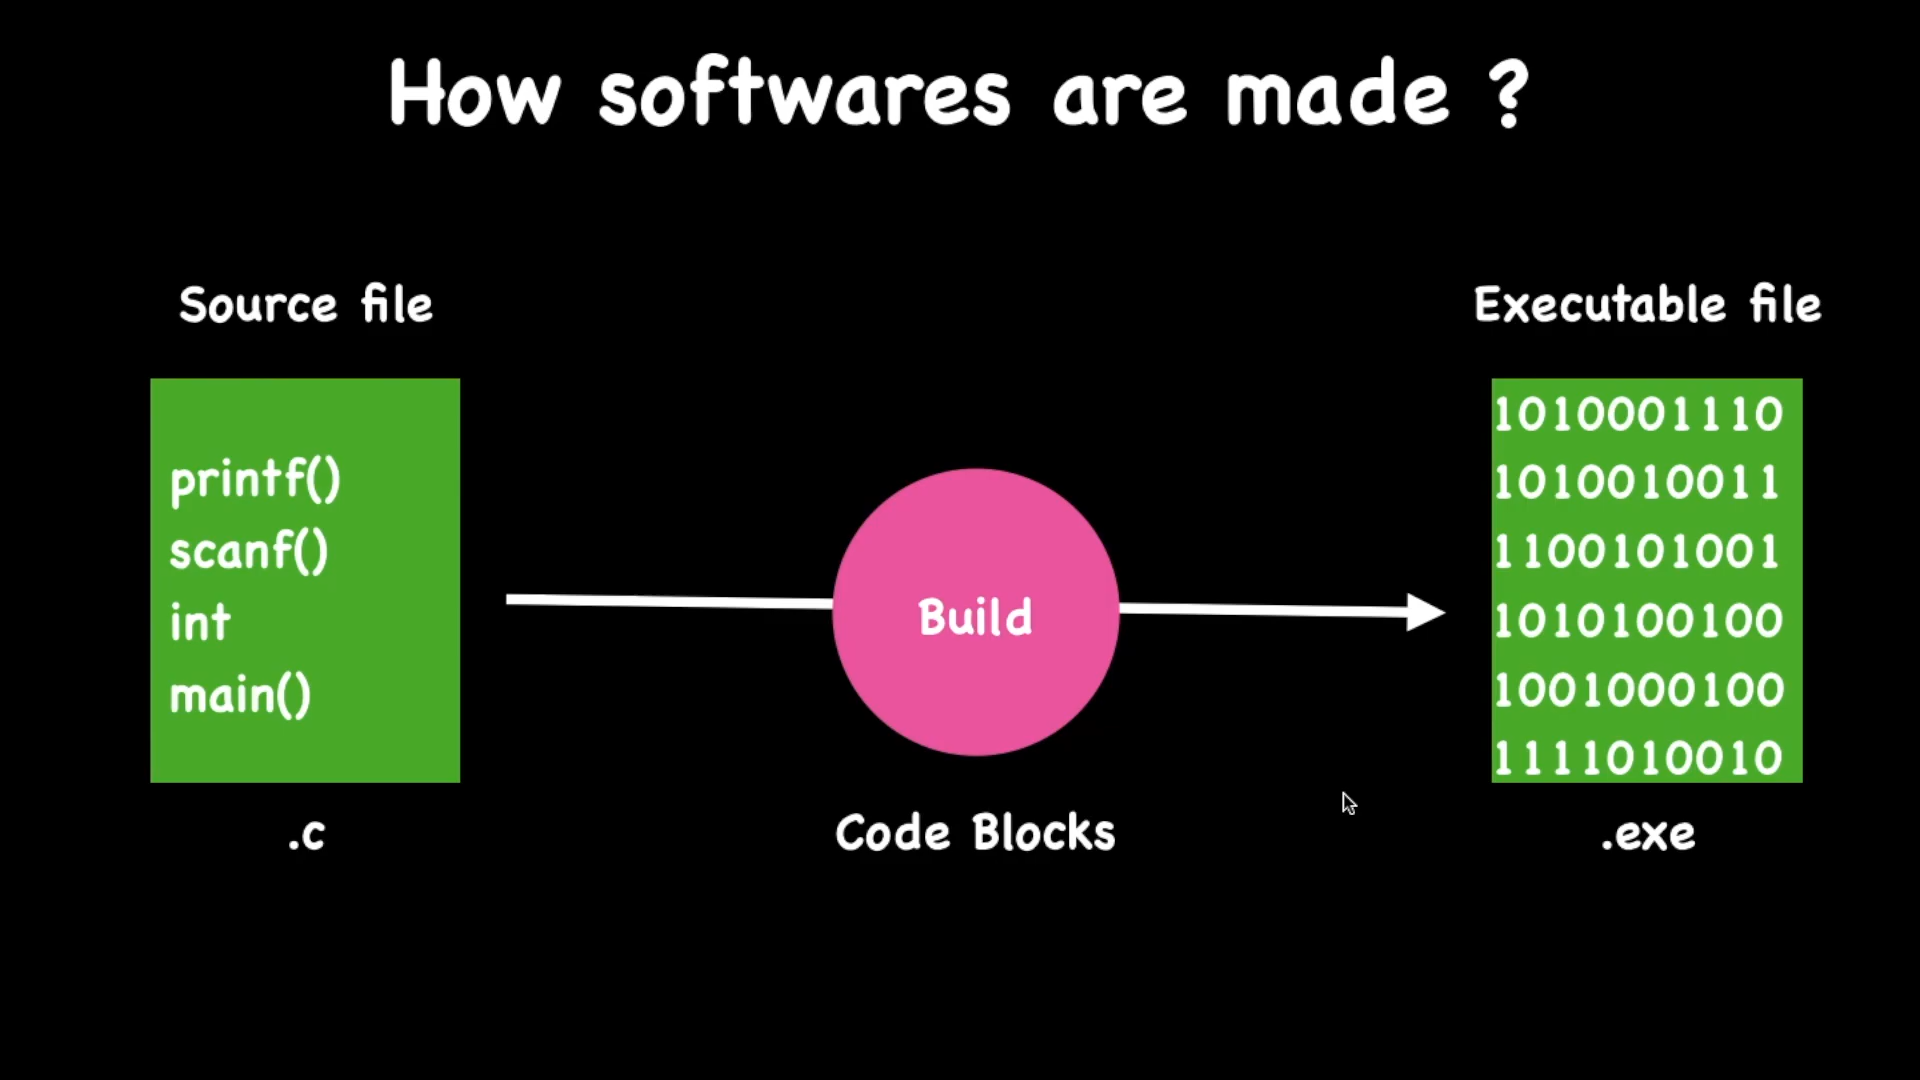 How softwares are made ?
Source file
printf()
scanf()
int
main()
.c
Build
Code Blocks
Executable file
1010001110
1010010011
1100101001
1010100100
1001000100
1111010010
.exe